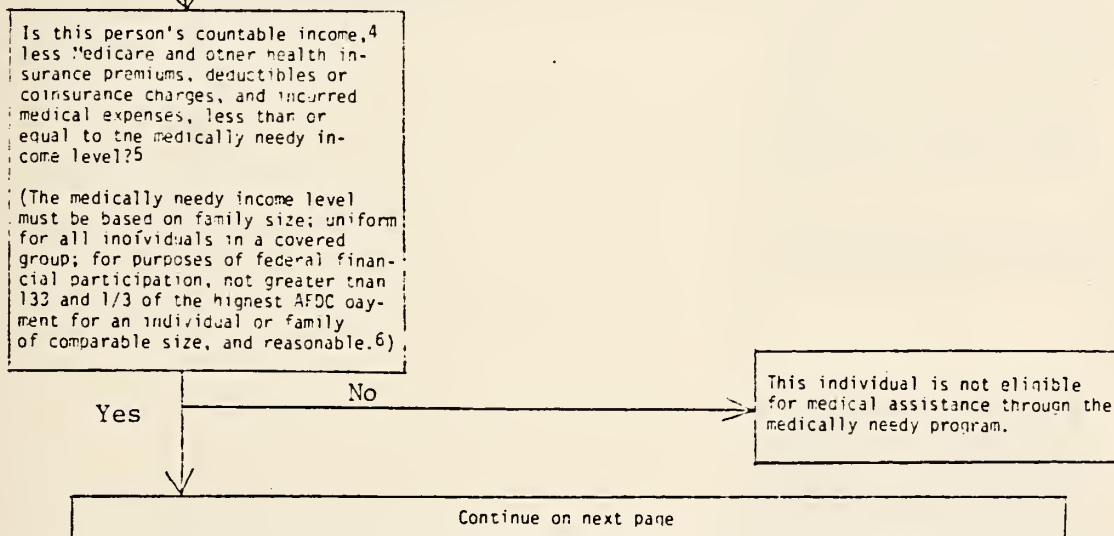 Is this person's countable income,4
less Medicare and other health in-
surance premiums, deductibles or
coinsurance charges, and incurred
medical expenses, less than or
equal to the medically needy in-
come level?5
(The medically needy income level
must be based on family size; uniform
for all individuals in a covered
group; for purposes of federal finan-
cial participation, not greater than
133 and 1/3 of the highest AFDC pay-
ment for an individual or family
of comparable size, and reasonable.6)
No
Yes
This individual is not eligible
for medical assistance through the
medically needy program.
Continue on next page